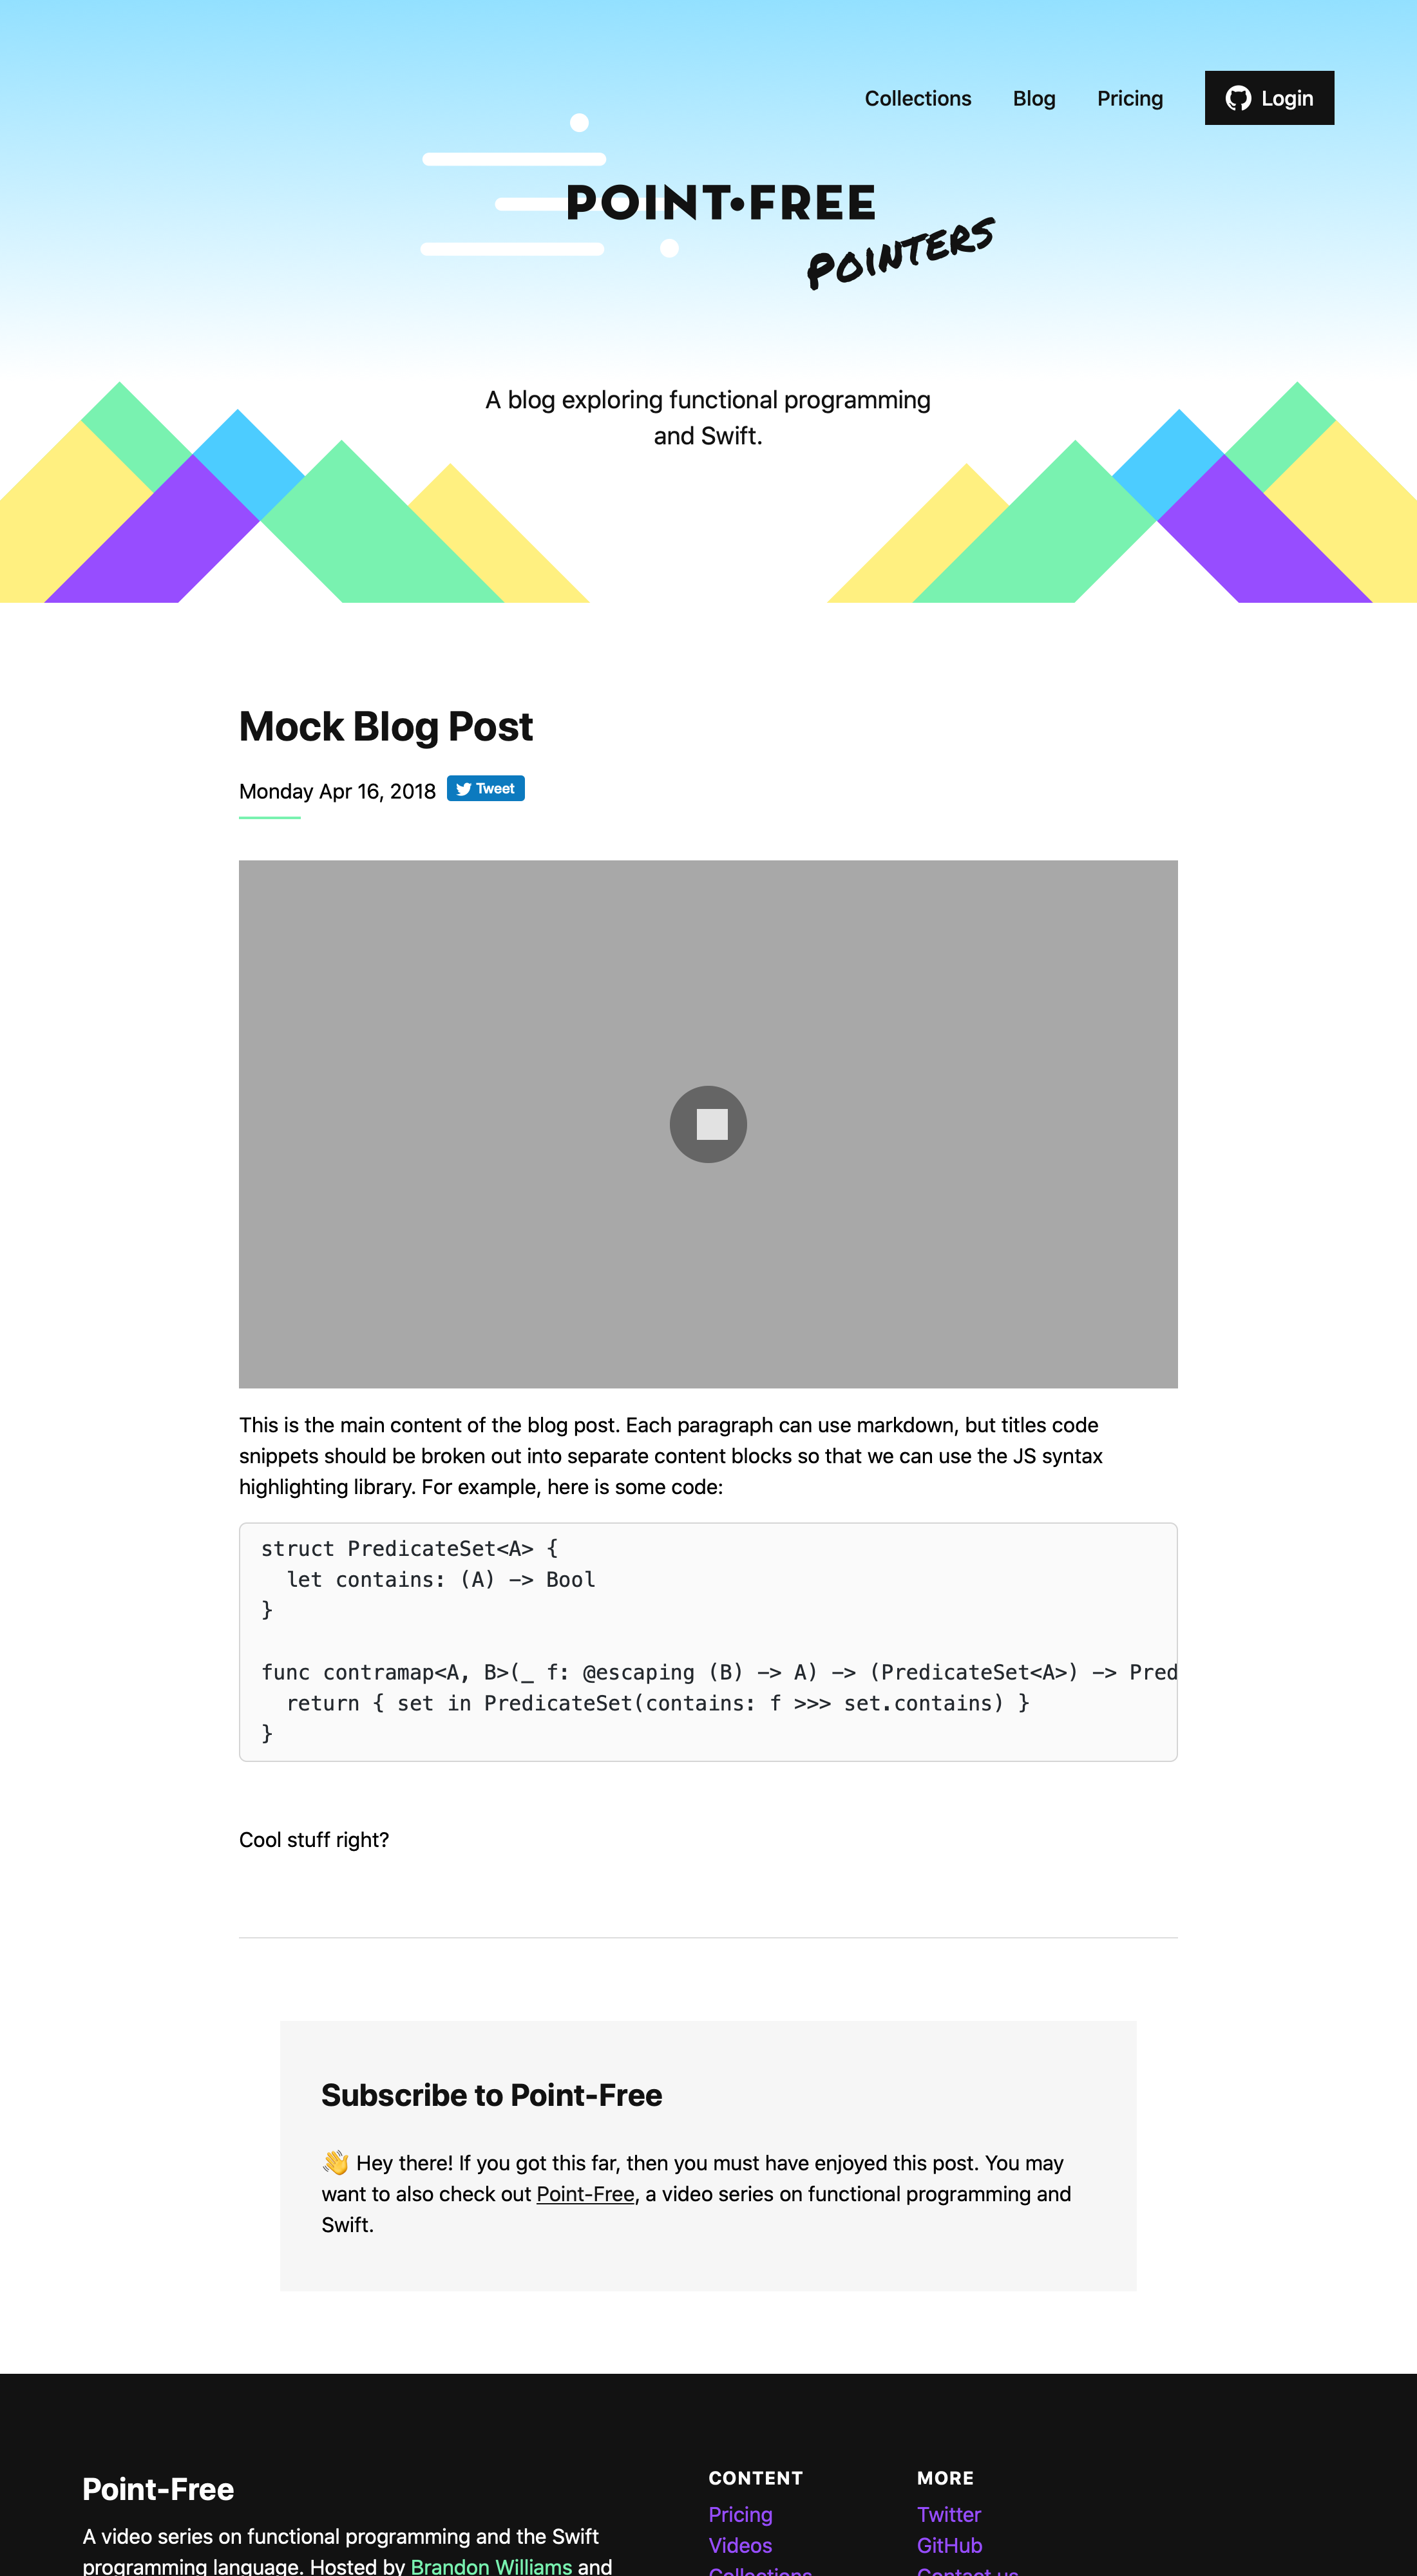 Collections Blog Pricing Login
POINT•FREE
POINTERS
A blog exploring functional programming
and Swift.
Mock Blog Post
Monday Apr 16, 2018 Tweet
This is the main content of the blog post. Each paragraph can use markdown, but titles code
snippets should be broken out into separate content blocks so that we can use the JS syntax
highlighting library. For example, here is some code:
struct PredicateSet<A> {
  let contains: (A) -> Bool
}
func contramap<A, B>(_ f: @escaping (B) -> A) -> (PredicateSet<A>) -> Pred
  return { set in PredicateSet(contains: f >>> set.contains) }
}
Cool stuff right?
Subscribe to Point-Free
👋 Hey there! If you got this far, then you must have enjoyed this post. You may
want to also check out Point-Free, a video series on functional programming and
Swift.
Point-Free
A video series on functional programming and the Swift
programming language. Hosted by Brandon Williams and
CONTENT
Pricing
Videos
Collections
MORE
Twitter
GitHub
Contact us